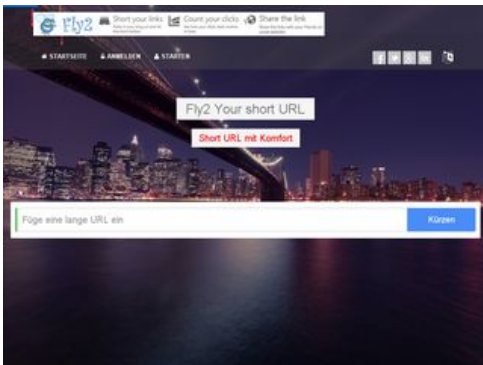 Fly2
Short your links
Count your clicks
Share the link
STARTSEITE ANMELDEN STARTEN
Fly2 Your short URL
Short URL mit Komfort
Füge eine lange URL ein
Kürzen